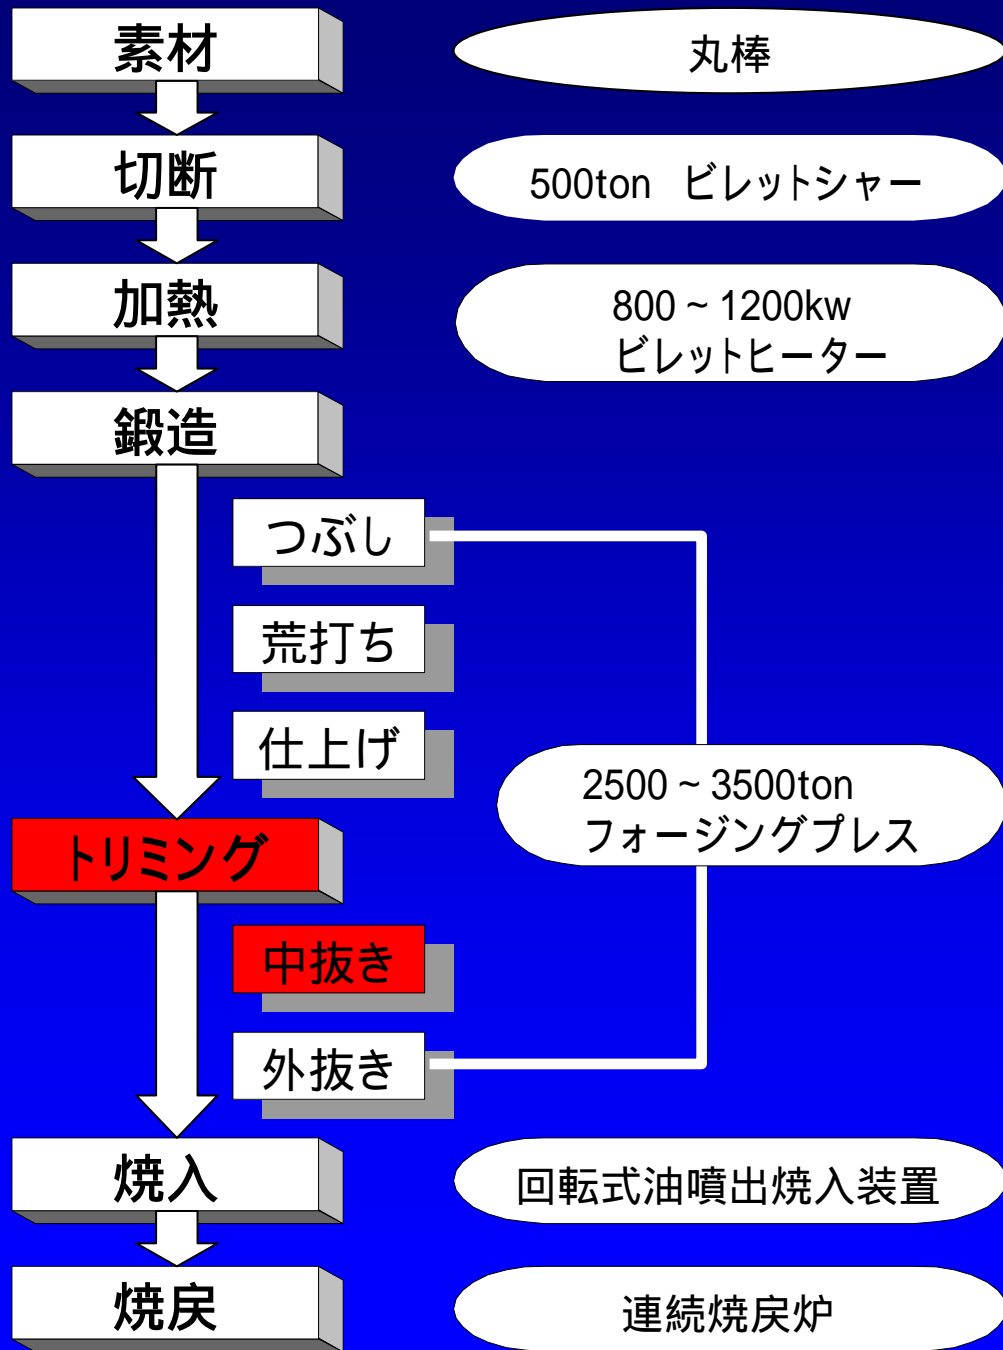 素材
丸棒
切断
500ton ビレットシャー
加熱
800 ~ 1200kw
ビレットヒーター
鍛造
つぶし
荒打ち
仕上げ
2500 ~ 3500ton
フォージングプレス
トリミング
中抜き
外抜き
焼入
回転式油噴出焼入装置
焼戻
連続焼戻炉